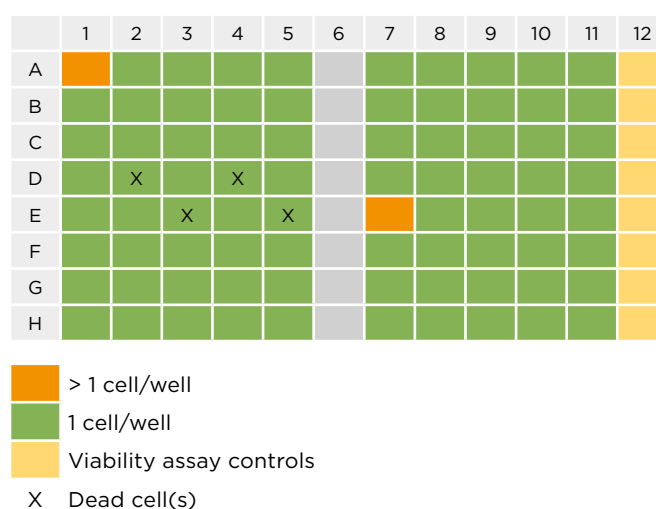 1 2 3 4 5 6 7 8 9 10 11 12
A
B
C
D X X
E X X
F
G
H
> 1 cell/well
1 cell/well
Viability assay controls
X Dead cell(s)